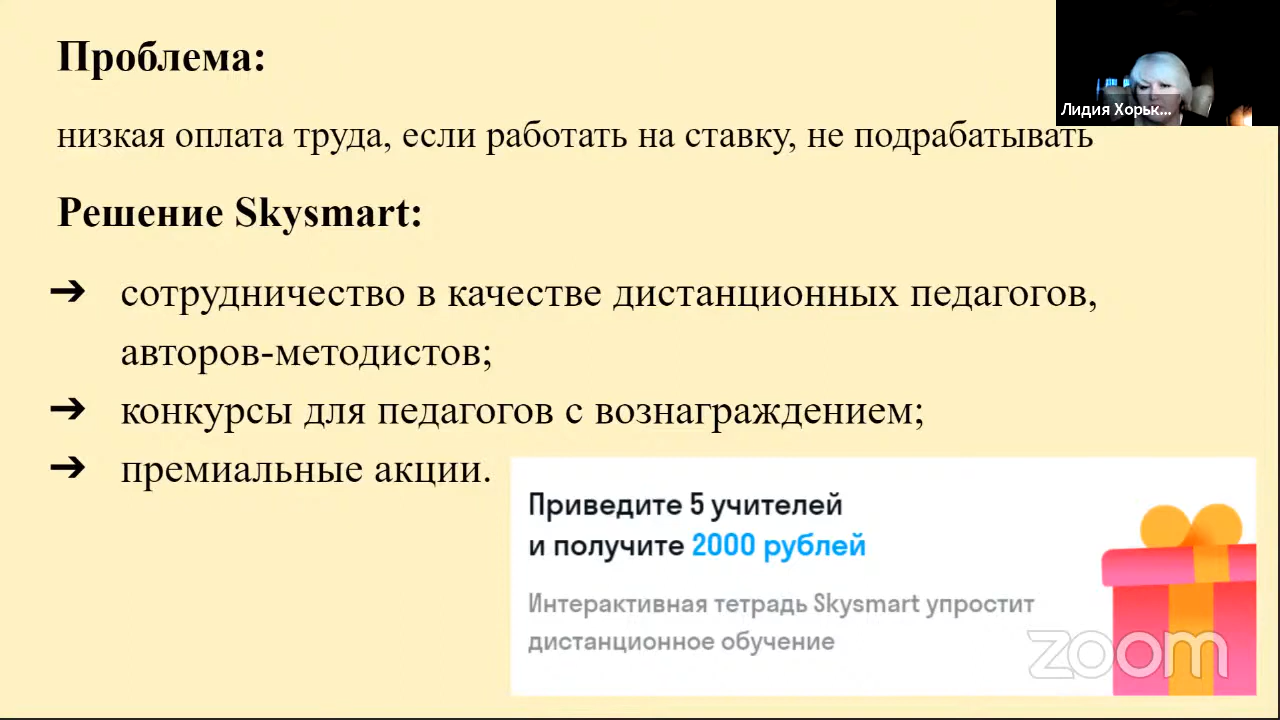 Проблема:
Лидия Хорьк...
низкая оплата труда, если работать на ставку, не подрабатывать
Решение Skysmart:
➔ сотрудничество в качестве дистанционных педагогов,
авторов-методистов;
➔ конкурсы для педагогов с вознаграждением;
➔ премиальные акции.
Приведите 5 учителей
и получите 2000 рублей
Интерактивная тетрадь Skysmart упростит
дистанционное обучение
zoom